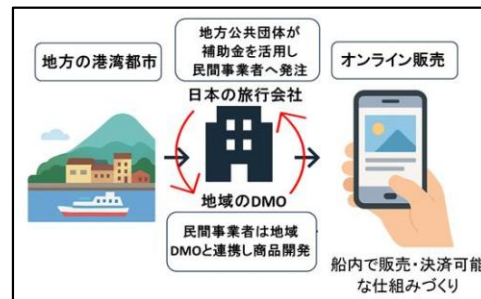 地方の港湾都市
地方公共団体が
補助金を活用し
民間事業者へ発注
日本の旅行会社
地域のDMO
民間事業者は地域
DMOと連携し商品開発
オンライン販売
船内で販売・決済可能
な仕組みづくり